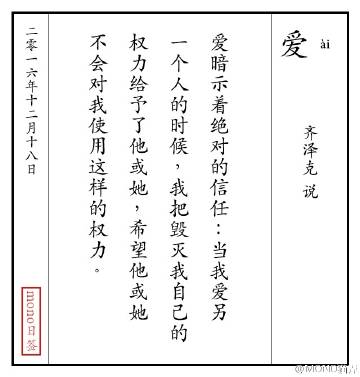 爱 ài
齐泽克 说
爱暗示着绝对的信任：当我爱另
一个人的时候，我把毁灭我自己的
权力给予了他或她，希望他或她
不会对我使用这样的权力。
二零一六年十二月十八日
mono日签